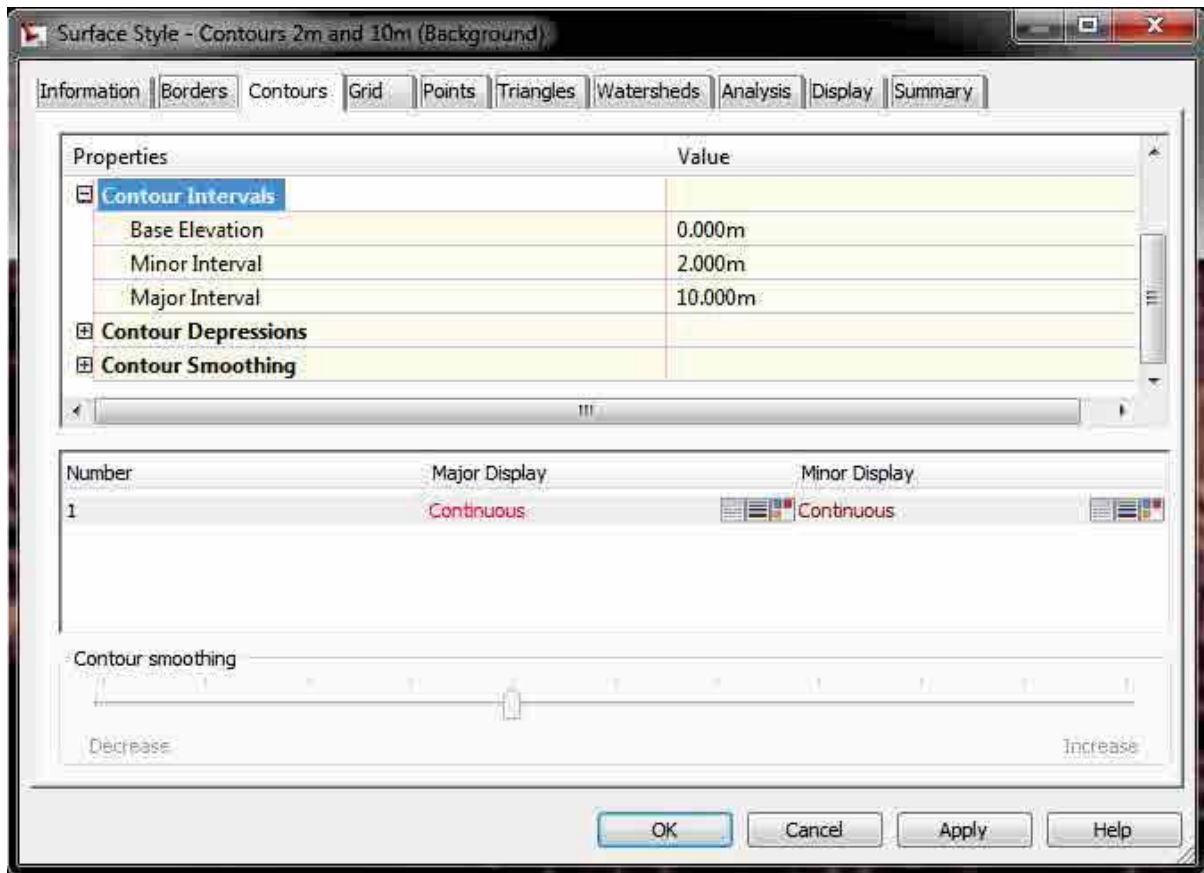 Surface Style - Contours 2m and 10m (Background)
Information Borders Contours Grid Points Triangles Watersheds Analysis Display Summary
Properties Value
Contour Intervals
Base Elevation 0.000m
Minor Interval 2.000m
Major Interval 10.000m
Contour Depressions
Contour Smoothing
Number Major Display Minor Display
1 Continuous Continuous
Contour smoothing
Decrease Increase
OK Cancel Apply Help